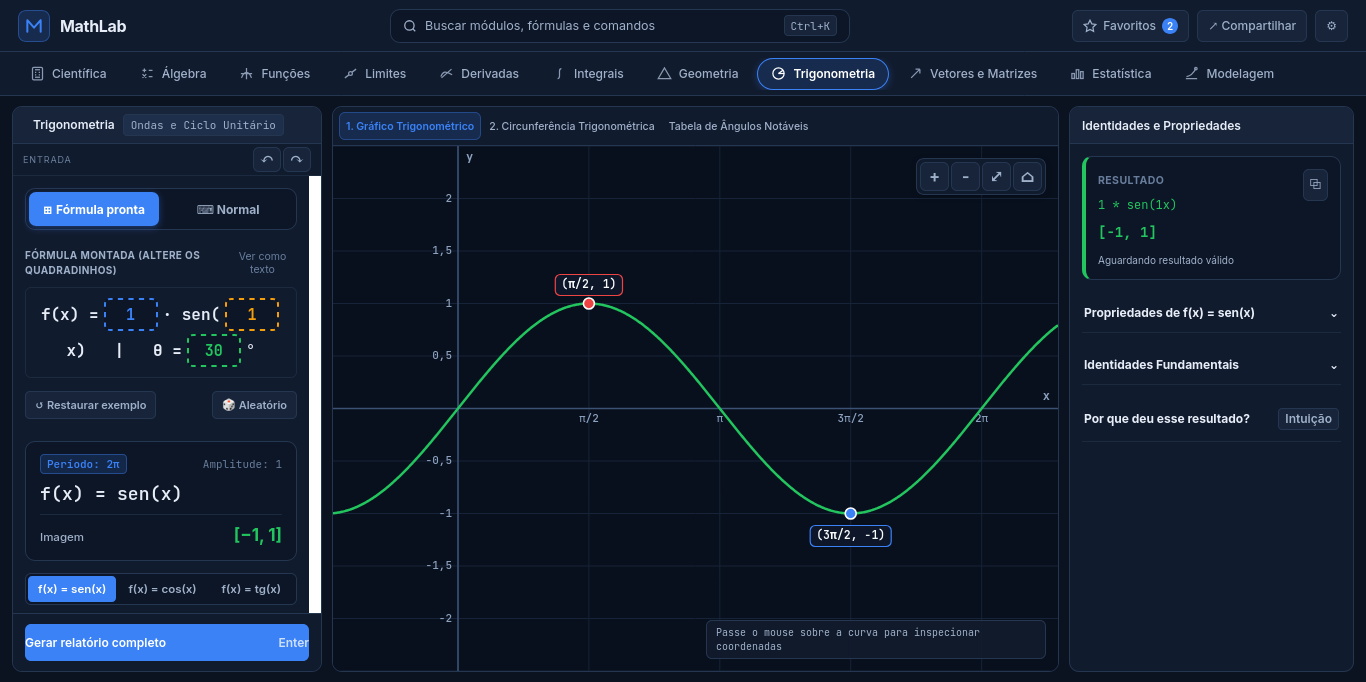 MathLab
Buscar módulos, fórmulas e comandos
Ctrl+K
Favoritos 2
Compartilhar
Científica
Álgebra
Funções
Limites
Derivadas
Integrais
Geometria
Trigonometria
Vetores e Matrizes
Estatística
Modelagem
Trigonometria
Ondas e Ciclo Unitário
ENTRADA
Fórmula pronta
Normal
FÓRMULA MONTADA (ALTERE OS
QUADRADINHOS)
Ver como
texto
f(x) = 1 · sen( 1
x) | θ = 30 °
↺ Restaurar exemplo
🎲 Aleatório
Período: 2π
Amplitude: 1
f(x) = sen(x)
Imagem
[−1, 1]
f(x) = sen(x)
f(x) = cos(x)
f(x) = tg(x)
Gerar relatório completo
Enter
1. Gráfico Trigonométrico
2. Circunferência Trigonométrica
Tabela de Ângulos Notáveis
y
+
-
2
1,5
1
0,5
-0,5
-1
-1,5
-2
(π/2, 1)
x
π/2
π
3π/2
2π
(3π/2, -1)
Passe o mouse sobre a curva para inspecionar
coordenadas
Identidades e Propriedades
RESULTADO
1 * sen(1x)
[-1, 1]
Aguardando resultado válido
Propriedades de f(x) = sen(x)
Identidades Fundamentais
Por que deu esse resultado?
Intuição